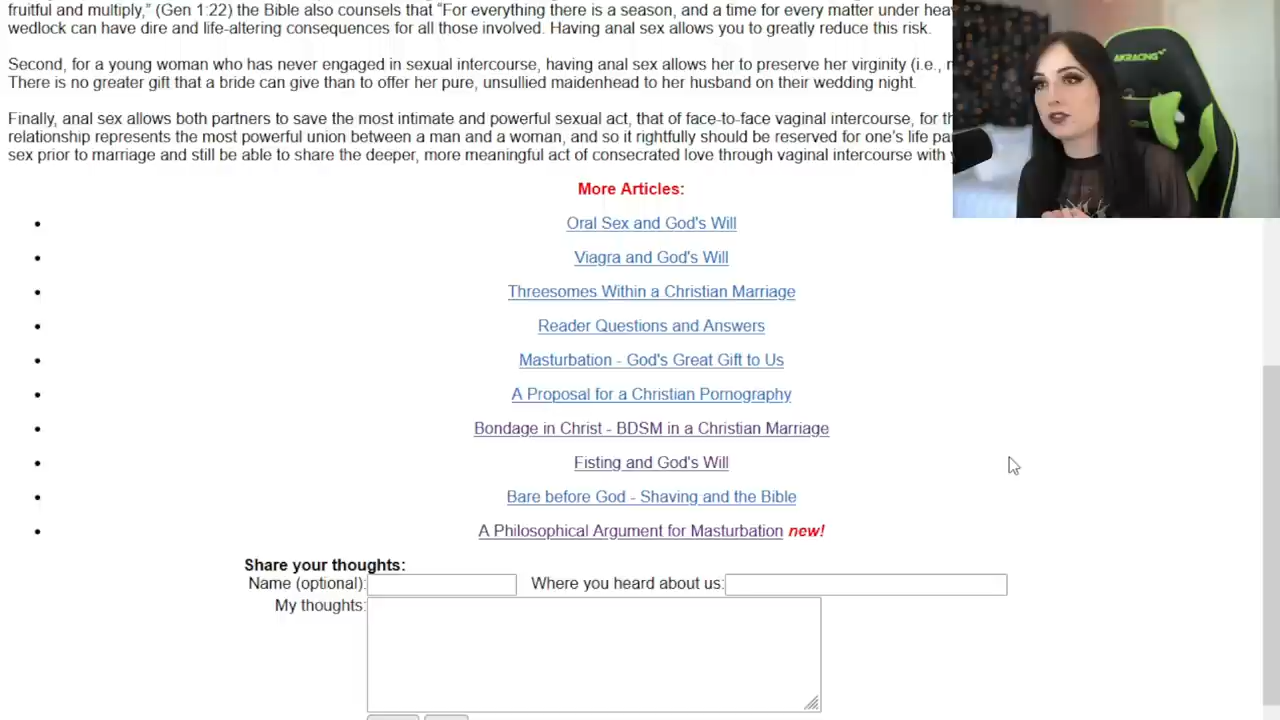 fruitful and multiply,” (Gen 1:22) the Bible also counsels that “For everything there is a season, and a time for every matter under
wedlock can have dire and life-altering consequences for all those involved. Having anal sex allows you to greatly reduce this risk.
Second, for a young woman who has never engaged in sexual intercourse, having anal sex allows her to preserve her virginity (i.e.,
There is no greater gift that a bride can give than to offer her pure, unsullied maidenhead to her husband on their wedding night.
Finally, anal sex allows both partners to save the most intimate and powerful sexual act, that of face-to-face vaginal intercourse, for
relationship represents the most powerful union between a man and a woman, and so it rightfully should be reserved for one's life
sex prior to marriage and still be able to share the deeper, more meaningful act of consecrated love through vaginal intercourse with
More Articles:
Oral Sex and God's Will
Viagra and God's Will
Threesomes Within a Christian Marriage
Reader Questions and Answers
Masturbation - God's Great Gift to Us
A Proposal for a Christian Pornography
Bondage in Christ - BDSM in a Christian Marriage
Fisting and God's Will
Bare before God - Shaving and the Bible
A Philosophical Argument for Masturbation new!
Share your thoughts:
Name (optional): Where you heard about us:
My thoughts:
AKRACING